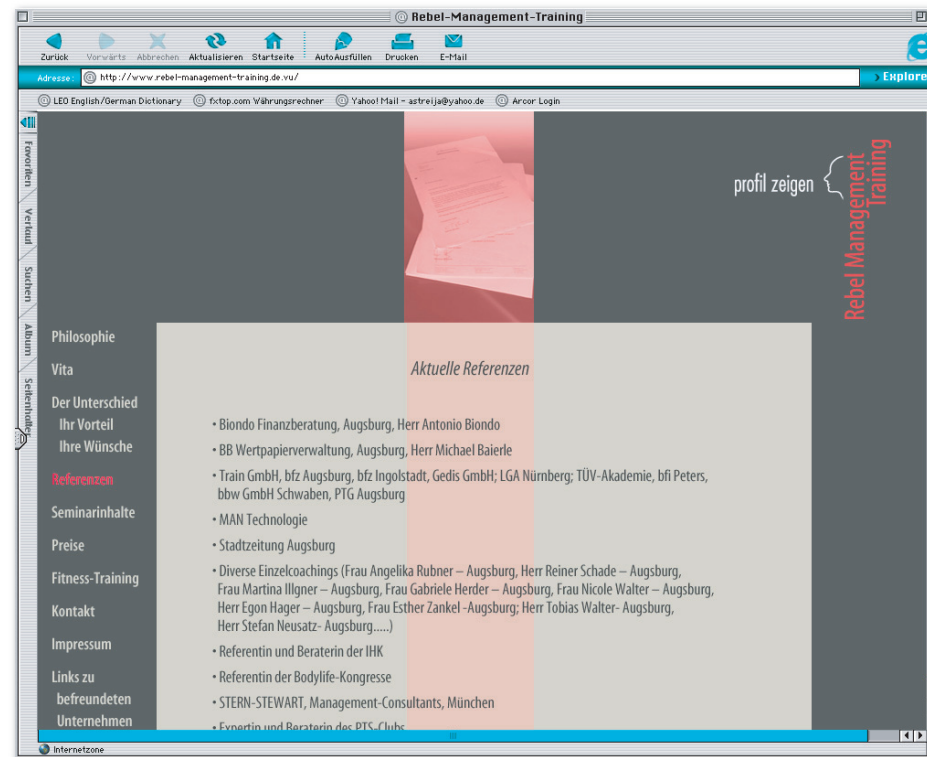 Rebel-Management-Training
Zurück Vorwärts Abbrechen Aktualisieren Startseite AutoAusfüllen Drucken E-Mail
Adresse: http://www.rebel-management-training.de.vu/
Explore
LEO English/German Dictionary fxtop.com Währungsrechner Yahoo! Mail - astreija@yahoo.de Arcor Login
Favoriten
Verlauf
Suchen
Album
Seitenhalter
profil zeigen
Rebel Management
Training
Philosophie
Vita
Der Unterschied
Ihr Vorteil
Ihre Wünsche
Referenzen
Seminarinhalte
Preise
Fitness-Training
Kontakt
Impressum
Links zu
befreundeten
Unternehmen
Aktuelle Referenzen
• Biondo Finanzberatung, Augsburg, Herr Antonio Biondo
• BB Wertpapierverwaltung, Augsburg, Herr Michael Baierle
• Train GmbH, bfz Augsburg, bfz Ingolstadt, Gedis GmbH; LGA Nürnberg; TÜV-Akademie, bfi Peters,
bbw GmbH Schwaben, PTG Augsburg
• MAN Technologie
• Stadtzeitung Augsburg
• Diverse Einzelcoachings (Frau Angelika Rubner – Augsburg, Herr Reiner Schade – Augsburg,
Frau Martina Illgner – Augsburg, Frau Gabriele Herder – Augsburg, Frau Nicole Walter – Augsburg,
Herr Egon Hager – Augsburg, Frau Esther Zankel -Augsburg; Herr Tobias Walter- Augsburg,
Herr Stefan Neusatz- Augsburg.....)
• Referentin und Beraterin der IHK
• Referentin der Bodylife-Kongresse
• STERN-STEWART, Management-Consultants, München
• Expertin und Beraterin des PTS-Clubs
Internetzone